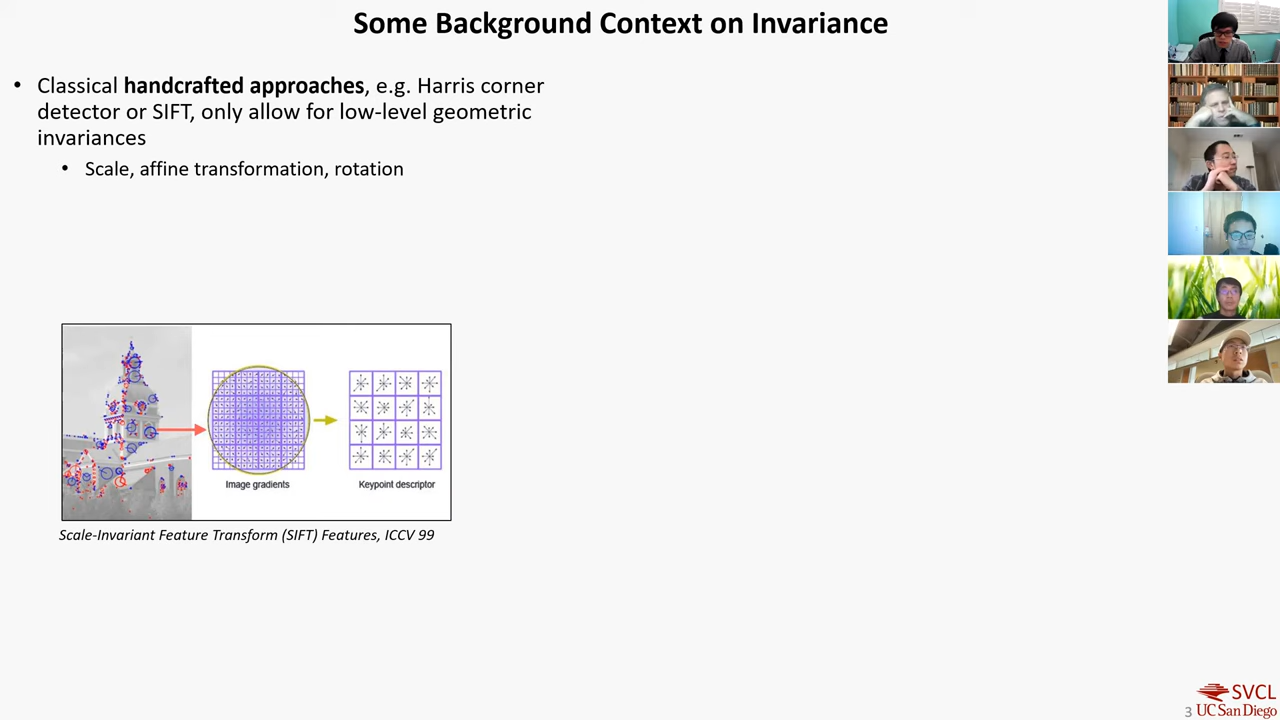 Some Background Context on Invariance
• Classical handcrafted approaches, e.g. Harris corner
detector or SIFT, only allow for low-level geometric
invariances
• Scale, affine transformation, rotation
Image gradients
Keypoint descriptor
Scale-Invariant Feature Transform (SIFT) Features, ICCV 99
SVCL
3
UC San Diego